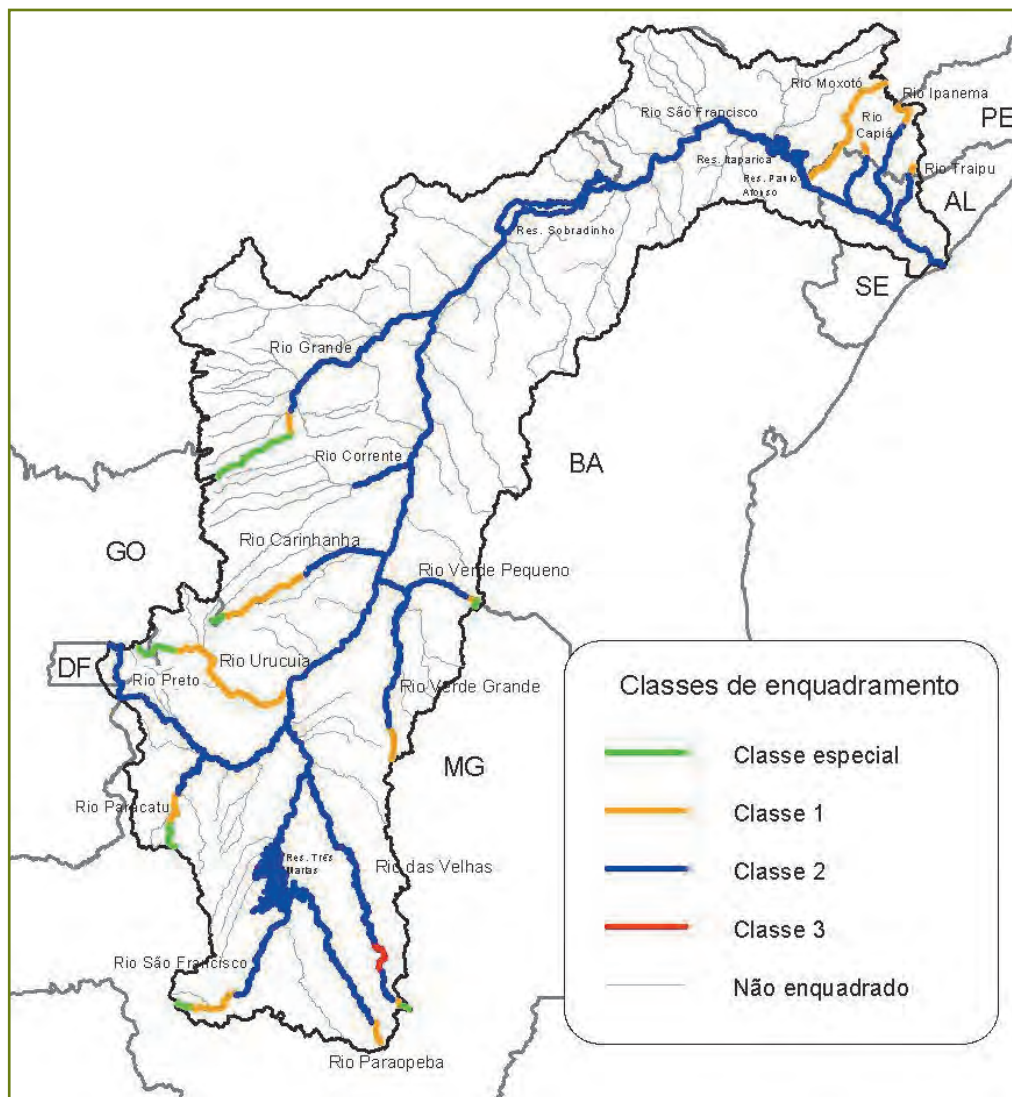 Rio Moxotó
Rio Ipanema
Rio São Francisco
Rio
Capiá
PE
Res. Itaparica
Res. Paulo
Afonso
Rio Traipu
AL
Res. Sobradinho
SE
Rio Grande
Rio Corrente
BA
Rio Carinhanha
GO
Rio Verde Pequeno
DF
Rio Urucuia
Rio Preto
Rio Verde Grande
MG
Rio Paracatu
Res. Três
Marias
Rio das Velhas
Rio São Francisco
Rio Paraopeba
Classes de enquadramento
Classe especial
Classe 1
Classe 2
Classe 3
Não enquadrado